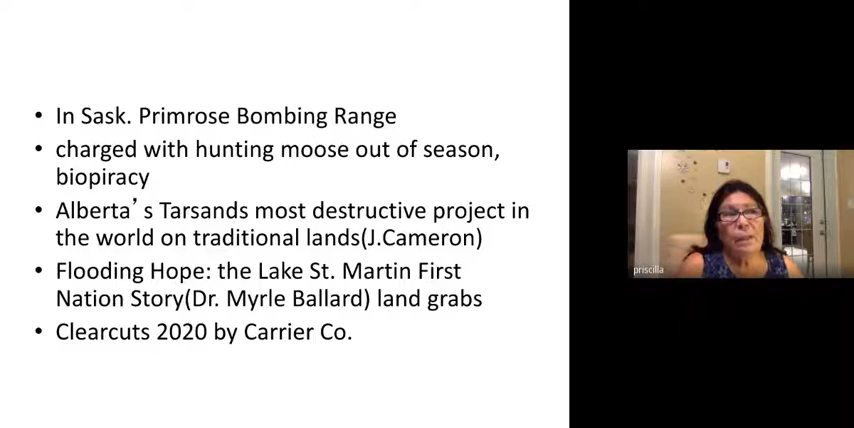 • In Sask. Primrose Bombing Range
• charged with hunting moose out of season,
biopiracy
• Alberta’s Tarsands most destructive project in
the world on traditional lands(J.Cameron)
• Flooding Hope: the Lake St. Martin First
Nation Story(Dr. Myrle Ballard) land grabs
• Clearcuts 2020 by Carrier Co.
priscilla